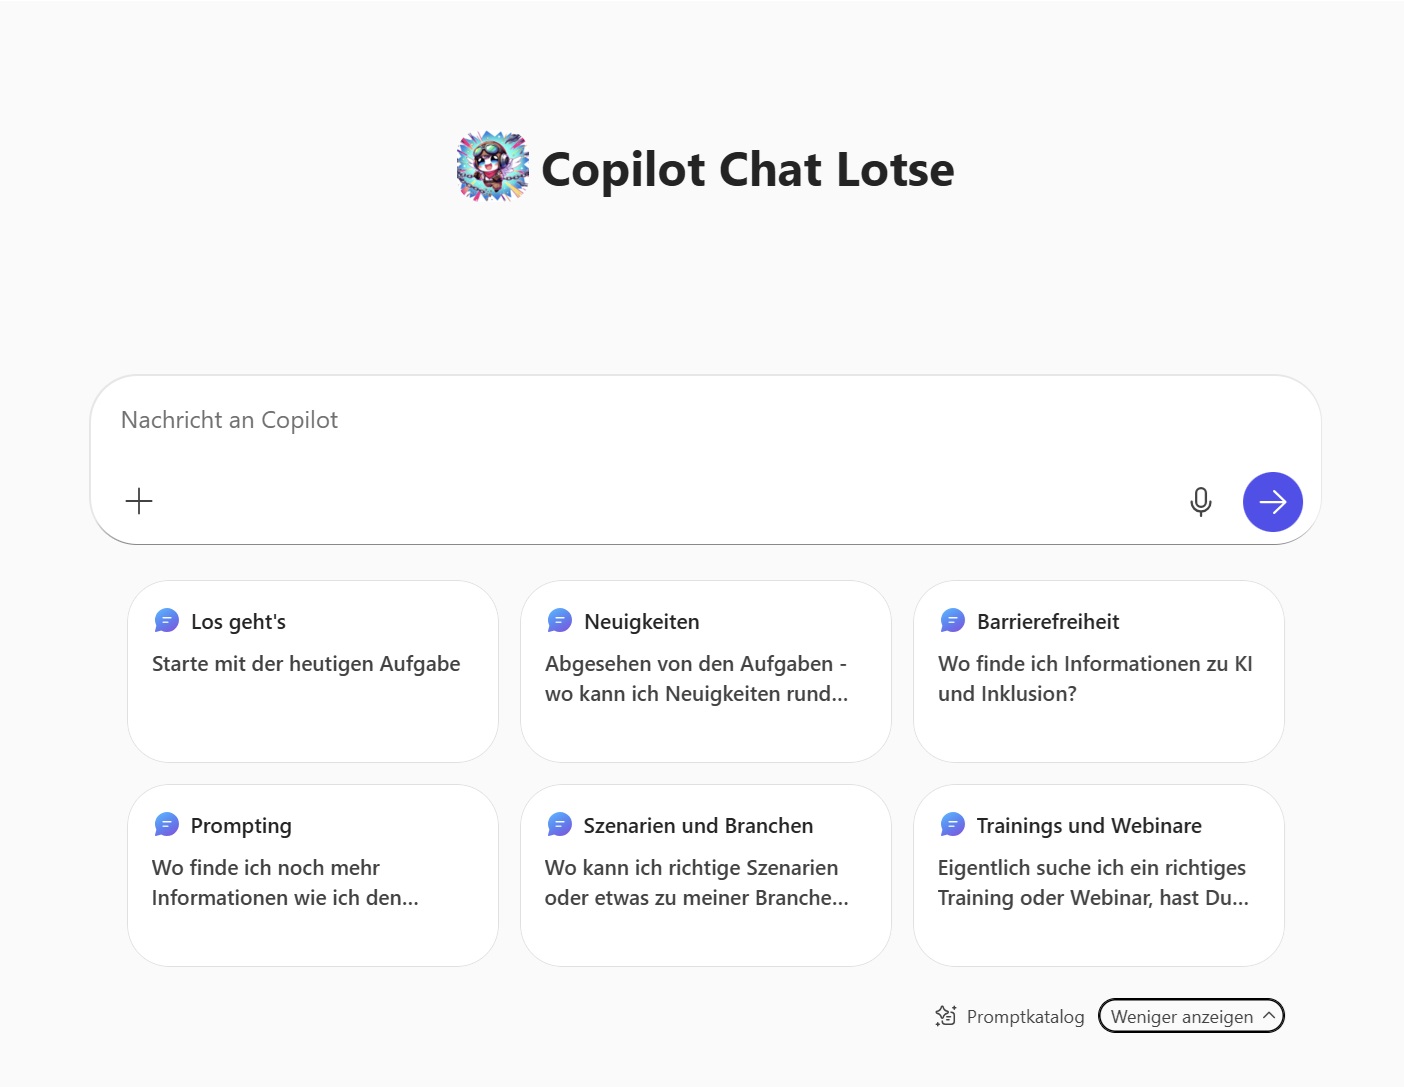 Copilot Chat Lotse
Nachricht an Copilot
Los geht's
Starte mit der heutigen Aufgabe
Neuigkeiten
Abgesehen von den Aufgaben -
wo kann ich Neuigkeiten rund...
Barrierefreiheit
Wo finde ich Informationen zu KI
und Inklusion?
Prompting
Wo finde ich noch mehr
Informationen wie ich den...
Szenarien und Branchen
Wo kann ich richtige Szenarien
oder etwas zu meiner Branche...
Trainings und Webinare
Eigentlich suche ich ein richtiges
Training oder Webinar, hast Du...
Promptkatalog
Weniger anzeigen